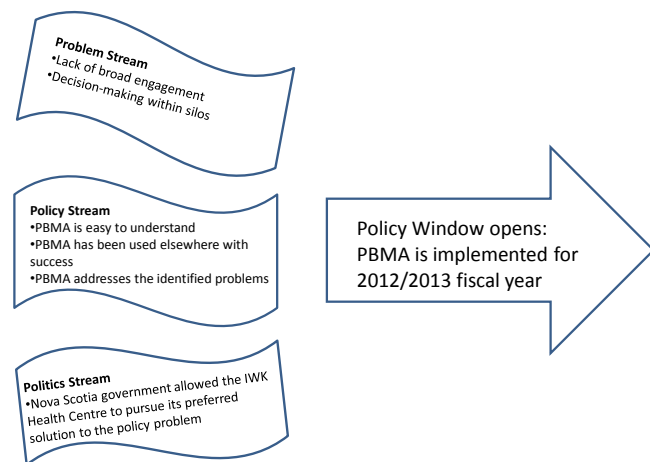 Problem Stream
•Lack of broad engagement
•Decision-making within silos
Policy Stream
•PBMA is easy to understand
•PBMA has been used elsewhere with
success
•PBMA addresses the identified problems
Politics Stream
•Nova Scotia government allowed the IWK
Health Centre to pursue its preferred
solution to the policy problem
Policy Window opens:
PBMA is implemented for
2012/2013 fiscal year